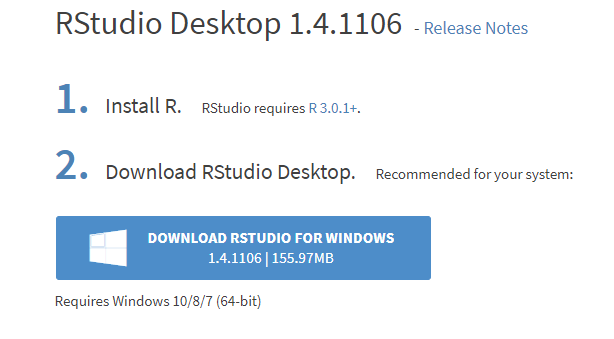 RStudio Desktop 1.4.1106 - Release Notes
1. Install R. RStudio requires R 3.0.1+.
2. Download RStudio Desktop. Recommended for your system:
DOWNLOAD RSTUDIO FOR WINDOWS
1.4.1106 | 155.97MB
Requires Windows 10/8/7 (64-bit)